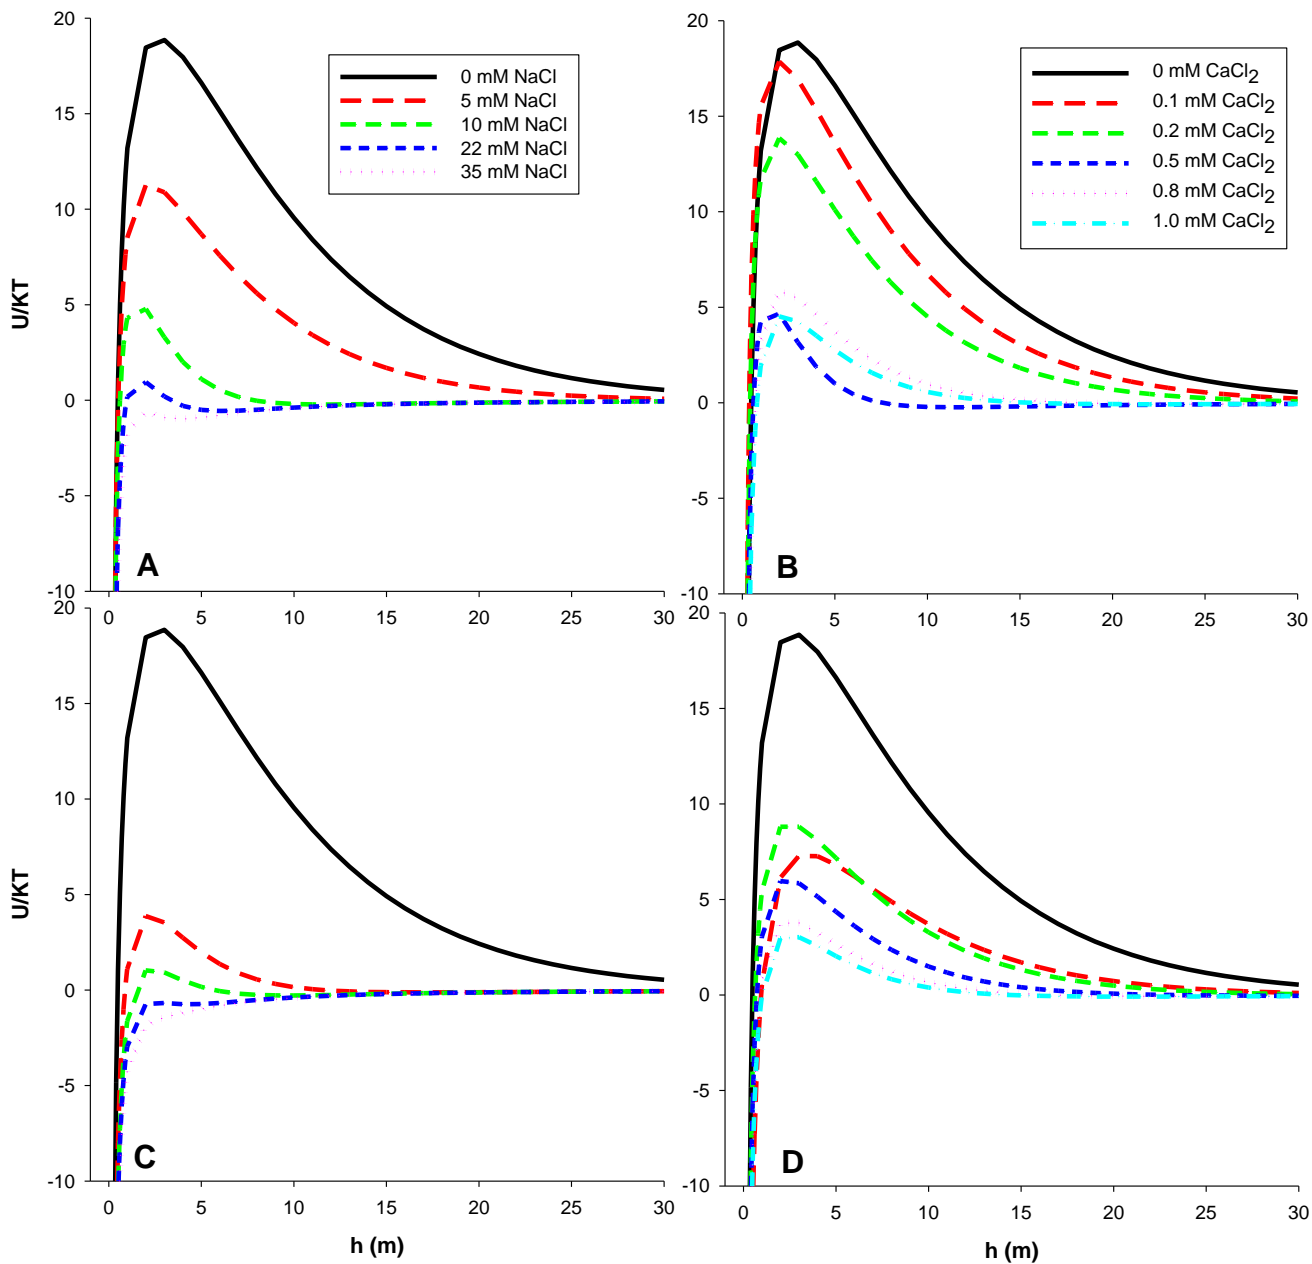 20
15
10
5
0
-5
-10
U/KT
0 mM NaCl
5 mM NaCl
10 mM NaCl
22 mM NaCl
35 mM NaCl
A
0 5 10 15 20 25 30
20
15
10
5
0
-5
-10
0 mM CaCl2
0.1 mM CaCl2
0.2 mM CaCl2
0.5 mM CaCl2
0.8 mM CaCl2
1.0 mM CaCl2
B
0 5 10 15 20 25 30
20
15
10
5
0
-5
-10
U/KT
C
0 5 10 15 20 25 30
h (m)
20
15
10
5
0
-5
-10
D
0 5 10 15 20 25 30
h (m)